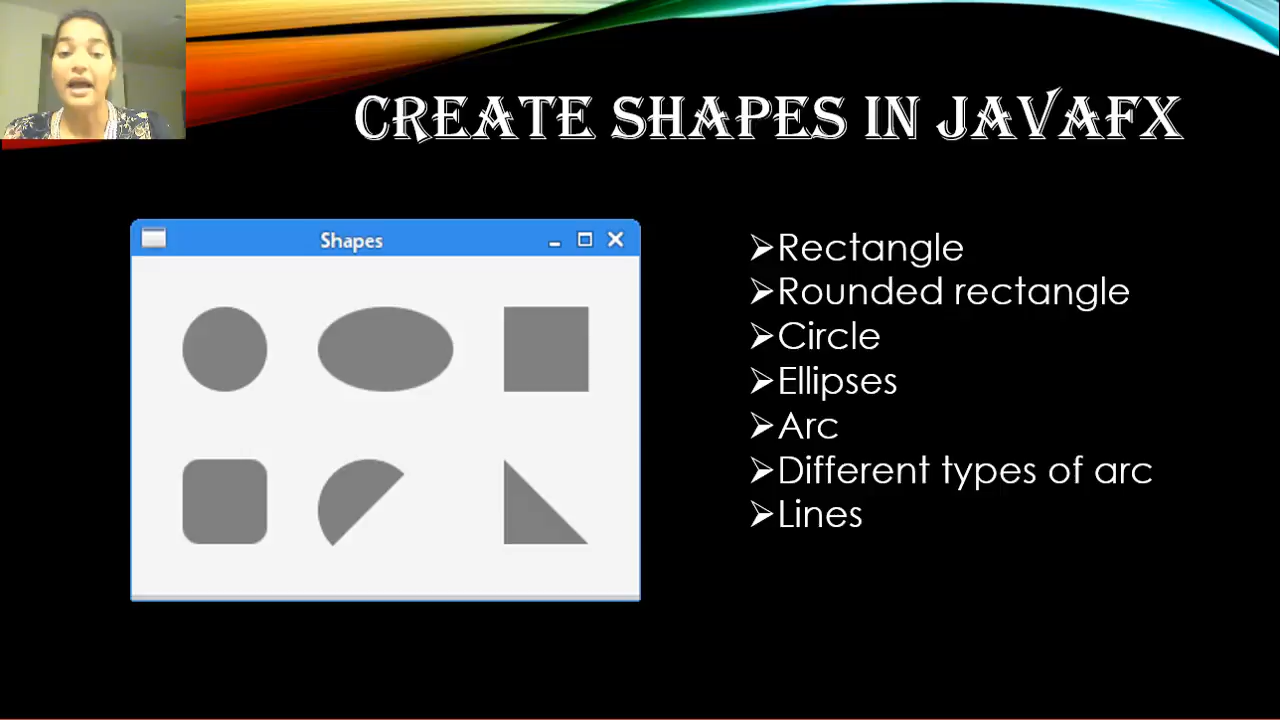 CREATE SHAPES IN JAVAFX
Shapes
Rectangle
Rounded rectangle
Circle
Ellipses
Arc
Different types of arc
Lines